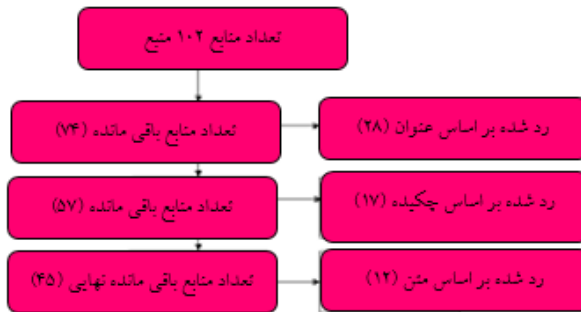 تعداد منابع ۱۰۲ منبع
تعداد منابع باقی مانده (۷۴)
رد شده بر اساس عنوان (۲۸)
تعداد منابع باقی مانده (۵۷)
رد شده بر اساس چکیده (۱۷)
تعداد منابع باقی مانده نهایی (۴۵)
رد شده بر اساس متن (۱۲)